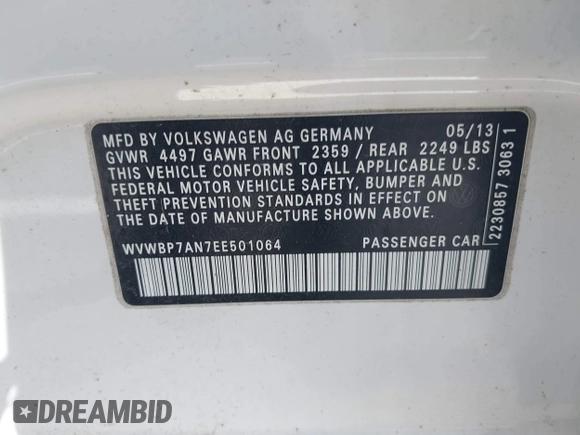 MFD BY VOLKSWAGEN AG GERMANY 05/13
GVWR 4497 GAWR FRONT 2359 / REAR 2249 LBS
THIS VEHICLE CONFORMS TO ALL APPLICABLE U.S.
FEDERAL MOTOR VEHICLE SAFETY, BUMPER AND
THEFT PREVENTION STANDARDS IN EFFECT ON
THE DATE OF MANUFACTURE SHOWN ABOVE.
WVWBP7AN7EE501064 PASSENGER CAR
2230857 3063 1
DREAMBID